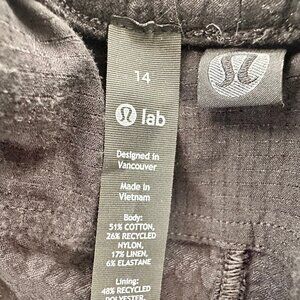 14
lab
Designed in
Vancouver
Made in
Vietnam
Body:
51% COTTON,
26% RECYCLED
NYLON,
17% LINEN,
6% ELASTANE
Lining:
48% RECYCLED
POLYESTER,